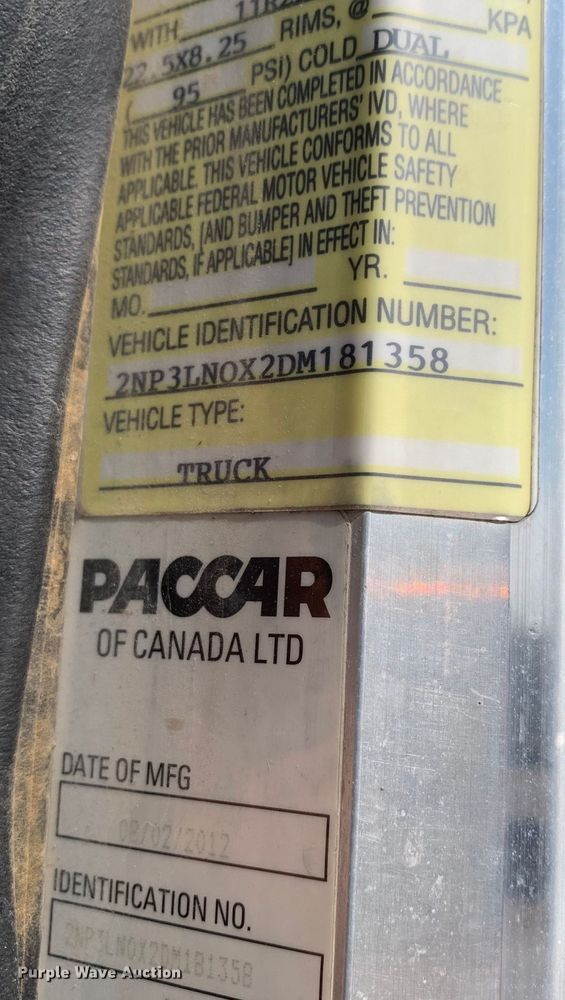 WITH 11R2
22.5X8.25 RIMS, @ KPA
( 95 PSI) COLD DUAL
THIS VEHICLE HAS BEEN COMPLETED IN ACCORDANCE
WITH THE PRIOR MANUFACTURERS' IVD, WHERE
APPLICABLE. THIS VEHICLE CONFORMS TO ALL
APPLICABLE FEDERAL MOTOR VEHICLE SAFETY
STANDARDS, [AND BUMPER AND THEFT PREVENTION
STANDARDS, IF APPLICABLE] IN EFFECT IN:
MO. YR.
VEHICLE IDENTIFICATION NUMBER:
2NP3LN0X2DM181358
VEHICLE TYPE:
TRUCK
PACCAR
OF CANADA LTD
DATE OF MFG
08/02/2012
IDENTIFICATION NO.
2NP3LN0X2DM181358
Purple Wave Auction